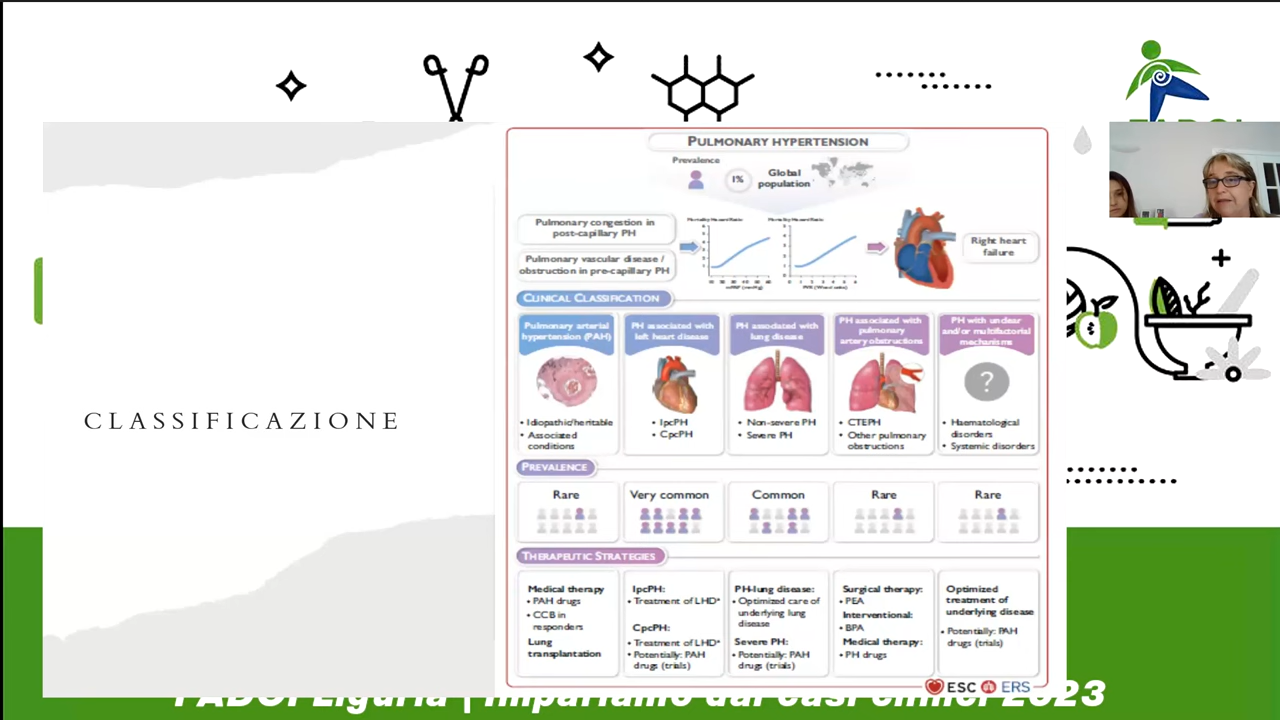 CLASSIFICAZIONE
PULMONARY HYPERTENSION
Prevalence
1%
Global
population
Pulmonary congestion in
post-capillary PH
Pulmonary vascular disease /
obstruction in pre-capillary PH
Right heart
failure
CLINICAL CLASSIFICATION
Pulmonary arterial
hypertension (PAH)
• Idiopathic/heritable
• Associated
conditions
PH associated with
left heart disease
• IpcPH
• CpcPH
PH associated with
lung disease
• Non-severe PH
• Severe PH
PH associated with
pulmonary
artery obstructions
• CTEPH
• Other pulmonary
obstructions
PH with unclear
and/or multifactorial
mechanisms
?
• Haematological
disorders
• Systemic disorders
PREVALENCE
Rare
Very common
Common
Rare
Rare
THERAPEUTIC STRATEGIES
Medical therapy
• PAH drugs
• CCB in
responders
Lung
transplantation
IpcPH:
• Treatment of LHD*
CpcPH:
• Treatment of LHD*
• Potentially: PAH
drugs (trials)
PH-lung disease:
• Optimized care of
underlying lung
disease
Severe PH:
• Potentially: PAH
drugs (trials)
Surgical therapy:
• PEA
Interventional:
• BPA
Medical therapy:
• PH drugs
Optimized
treatment of
underlying disease
• Potentially: PAH
drugs (trials)
ESC ERS
FADOI Liguria | Impariamo dai casi clinici 2023